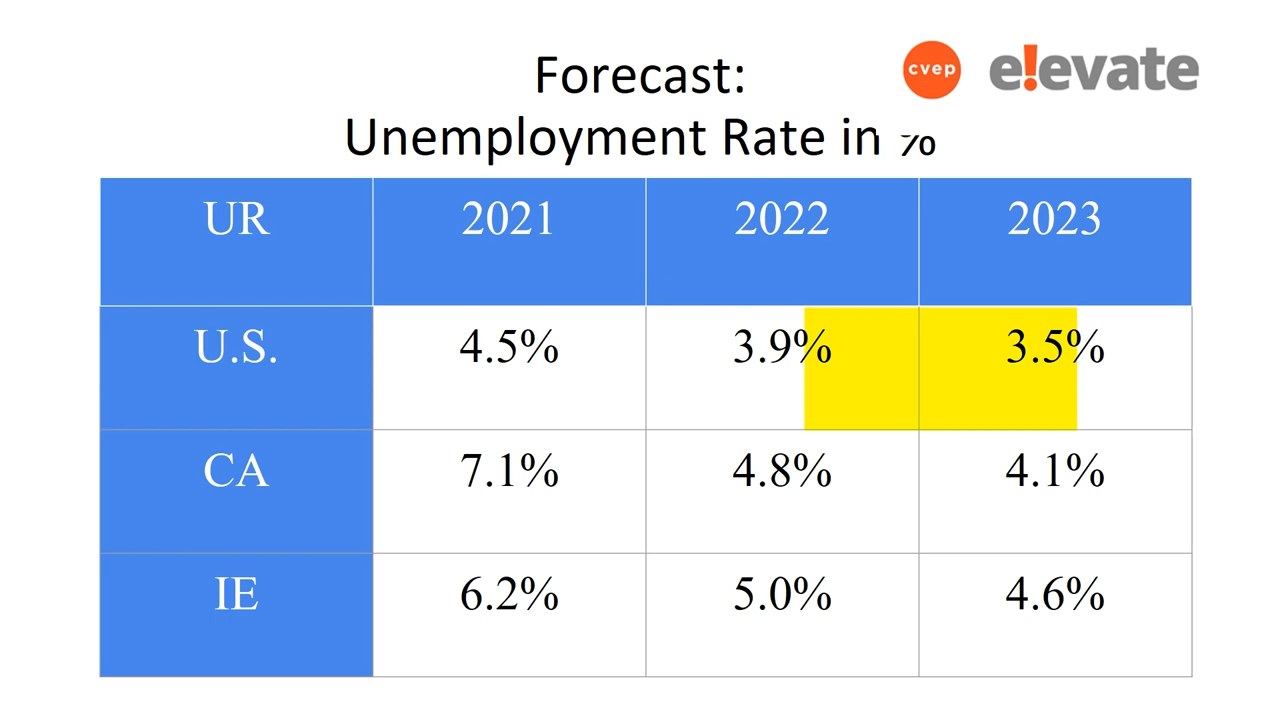 cvep e!evate
Forecast:
Unemployment Rate in %
UR 2021 2022 2023
U.S. 4.5% 3.9% 3.5%
CA 7.1% 4.8% 4.1%
IE 6.2% 5.0% 4.6%